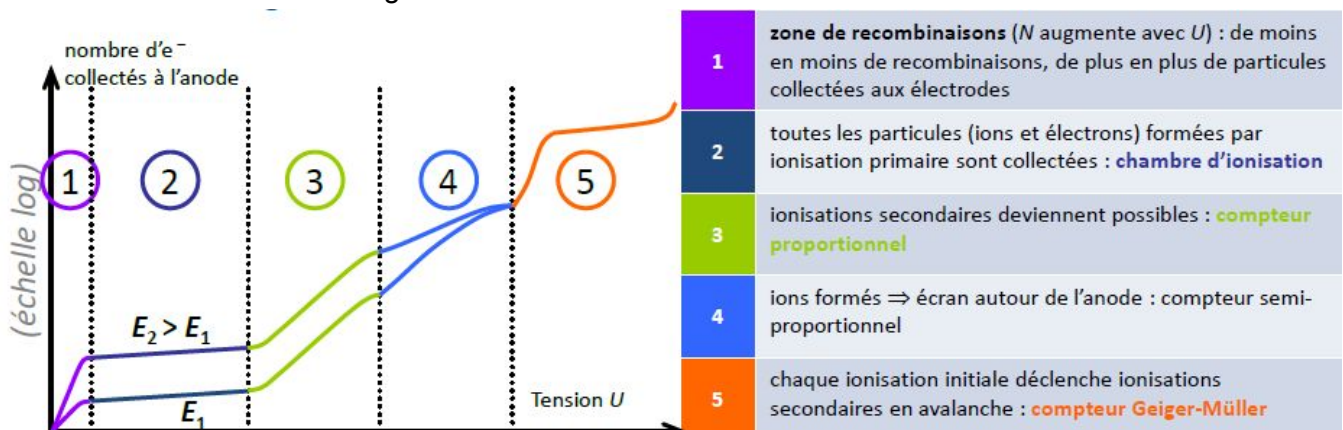 nombre d'e⁻
collectés à l'anode
(échelle log)
1
2
3
4
5
E₂ > E₁
E₁
Tension U
1
zone de recombinaisons (N augmente avec U) : de moins
en moins de recombinaisons, de plus en plus de particules
collectées aux électrodes
2
toutes les particules (ions et électrons) formées par
ionisation primaire sont collectées : chambre d'ionisation
3
ionisations secondaires deviennent possibles : compteur
proportionnel
4
ions formés ⇒ écran autour de l'anode : compteur semi-
proportionnel
5
chaque ionisation initiale déclenche ionisations
secondaires en avalanche : compteur Geiger-Müller